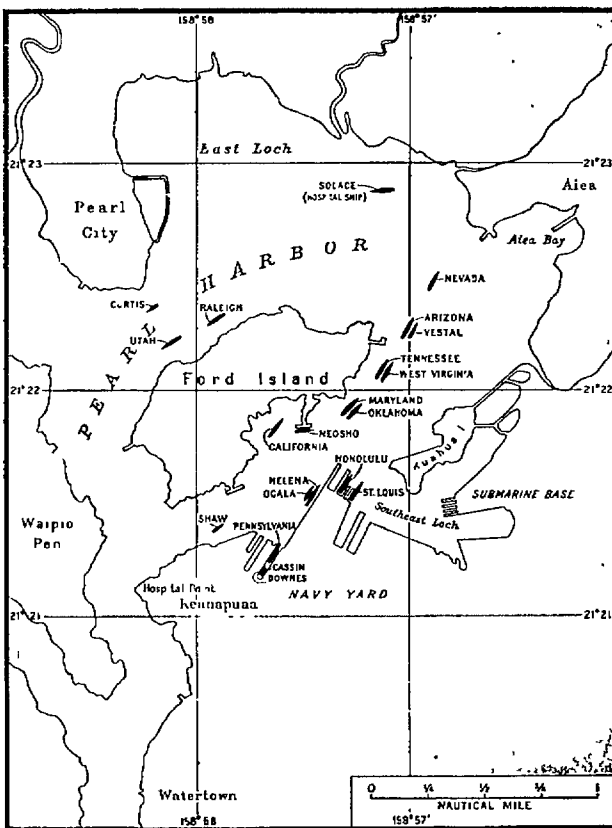 158°58
158°57'
21°23
East Loch
21°23
SOLACE
(HOSPITAL SHIP)
Aiea
Pearl
City
Aiea Bay
PEARL HARBOR
NEVADA
CURTIS
RALEIGH
ARIZONA
VESTAL
UTAH
TENNESSEE
WEST VIRGINIA
21°22
Ford Island
21°22
MARYLAND
OKLAHOMA
NEOSHO
CALIFORNIA
Kuahua I
HONOLULU
HELENA
OGALA
ST. LOUIS
SUBMARINE BASE
Southeast Loch
Waipio
Pen
SHAW
PENNSYLVANIA
CASSIN
DOWNES
Hospital Point
NAVY YARD
21°21
21°21
Watertown
0 ¼ ½ ¾ 1
NAUTICAL MILE
158°58
158°57'